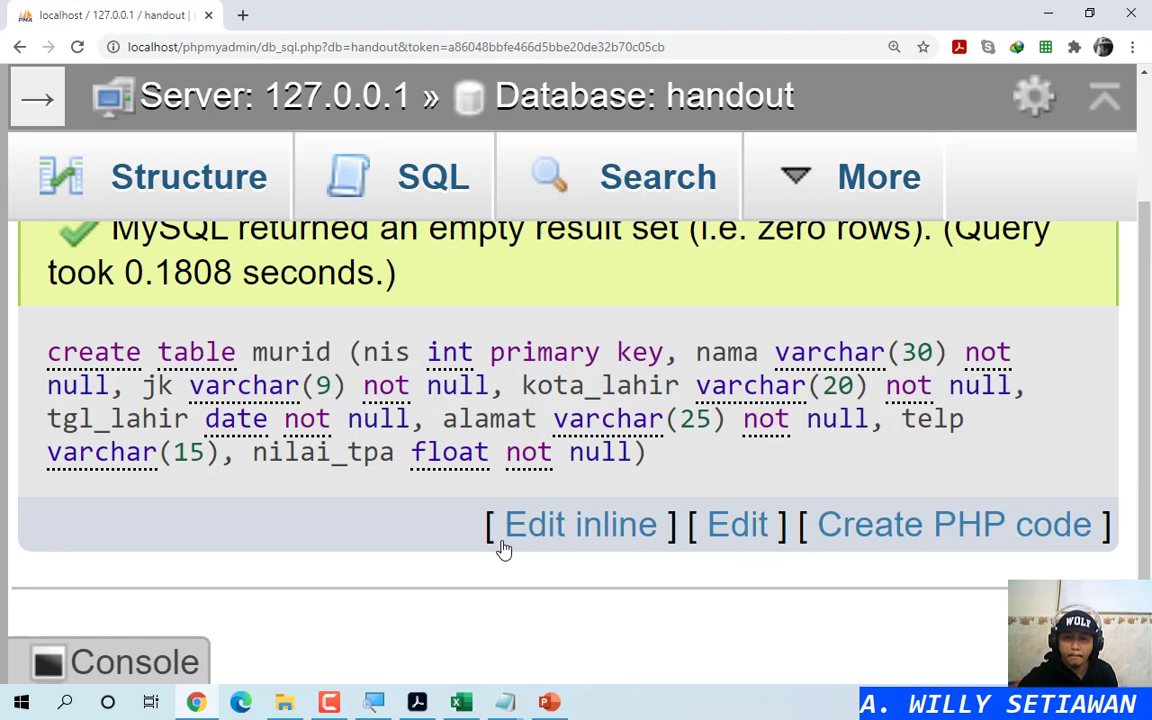 localhost / 127.0.0.1 / handout |
localhost/phpmyadmin/db_sql.php?db=handout&token=a86048bbfe466d5bbe20de32b70c05cb
Server: 127.0.0.1 » Database: handout
Structure SQL Search More
MySQL returned an empty result set (i.e. zero rows). (Query
took 0.1808 seconds.)
create table murid (nis int primary key, nama varchar(30) not
null, jk varchar(9) not null, kota_lahir varchar(20) not null,
tgl_lahir date not null, alamat varchar(25) not null, telp
varchar(15), nilai_tpa float not null)
[ Edit inline ] [ Edit ] [ Create PHP code ]
Console
WOLF
A. WILLY SETIAWAN